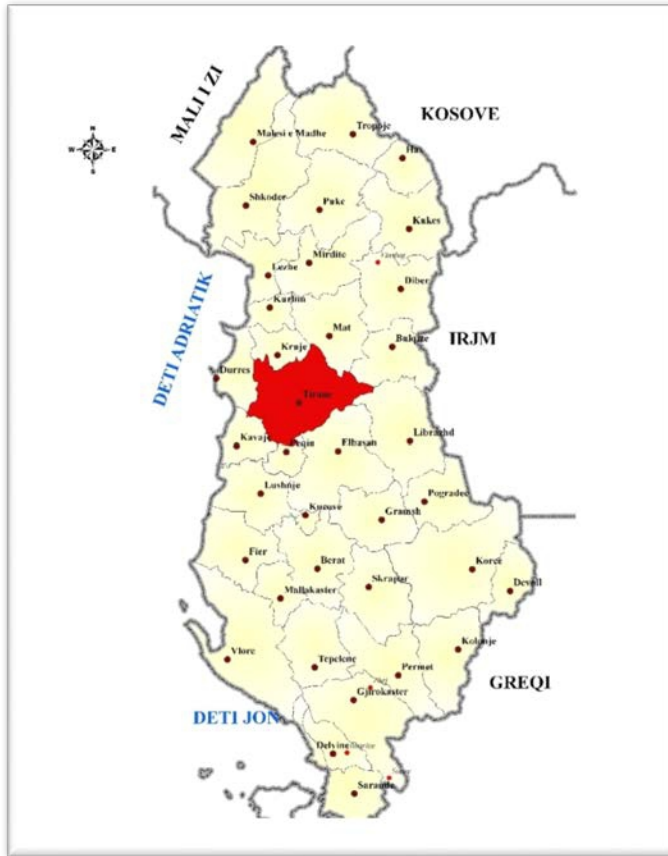 MALI I ZI
KOSOVE
N
W
E
S
Tropoje
Malesi e Madhe
Has
Shkoder
Puke
Kukes
Mirdite
Lezhe
Diber
Kurbin
Mat
Bulqize
IRJM
DETI ADRIATIK
Kruje
Durres
Tirane
Kavaje
Peqin
Elbasan
Librazhd
Lushnje
Pogradec
Kucove
Gramsh
Fier
Berat
Korce
Skrapar
Devoll
Mallakaster
Kolonje
Vlore
Tepelene
Permet
GREQI
Gjirokaster
DETI JON
Delvine
Sarande